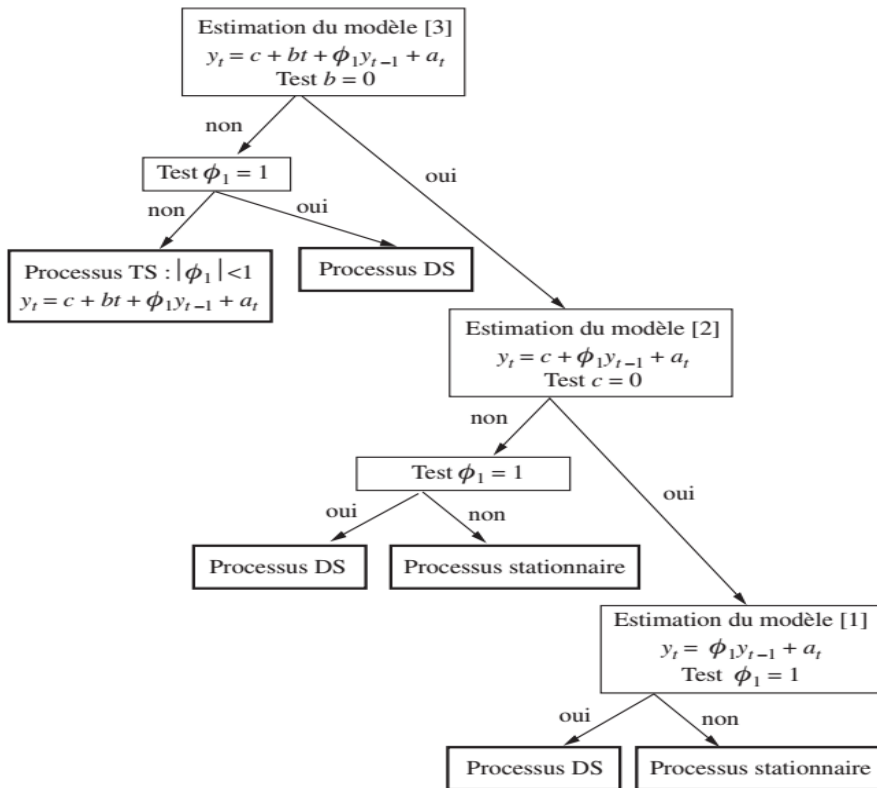 Estimation du modèle [3]
y_t = c + bt + ϕ_1 y_{t−1} + a_t
Test b = 0
non
oui
Test ϕ_1 = 1
non
oui
Processus TS : |ϕ_1| <1
y_t = c + bt + ϕ_1 y_{t−1} + a_t
Processus DS
Estimation du modèle [2]
y_t = c + ϕ_1 y_{t−1} + a_t
Test c = 0
non
oui
Test ϕ_1 = 1
oui
non
Processus DS
Processus stationnaire
Estimation du modèle [1]
y_t = ϕ_1 y_{t−1} + a_t
Test ϕ_1 = 1
oui
non
Processus DS
Processus stationnaire